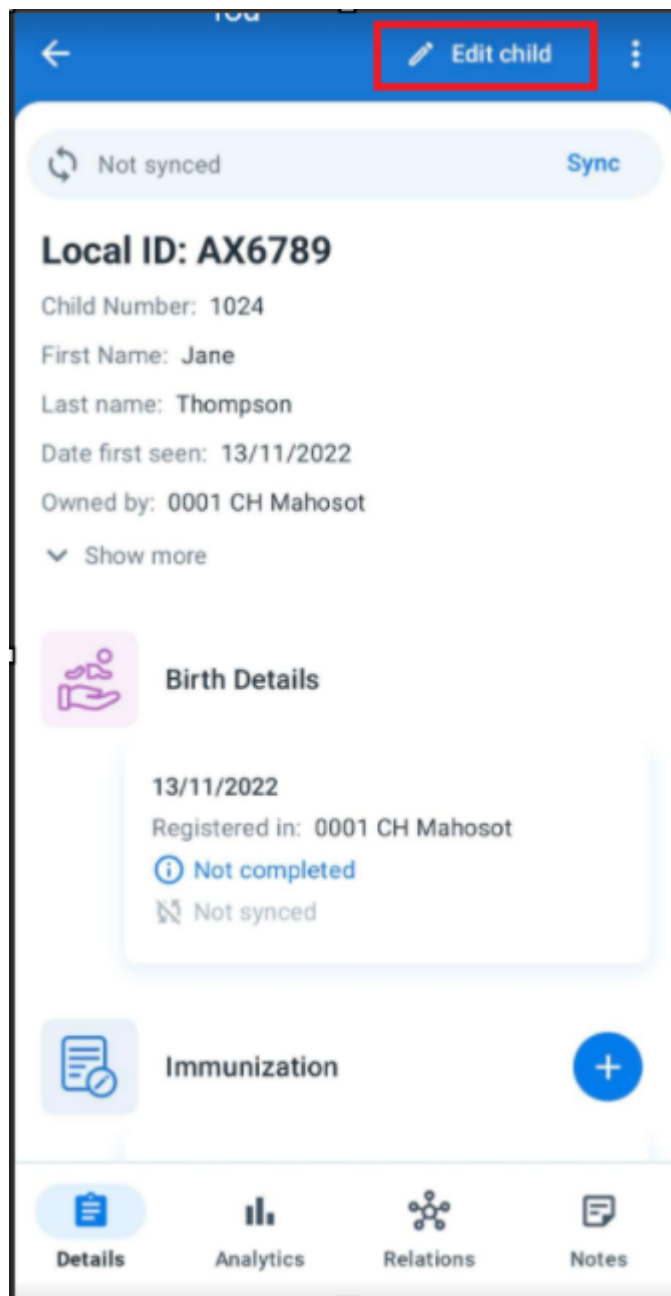 Edit child
Not synced Sync
Local ID: AX6789
Child Number: 1024
First Name: Jane
Last name: Thompson
Date first seen: 13/11/2022
Owned by: 0001 CH Mahosot
Show more
Birth Details
13/11/2022
Registered in: 0001 CH Mahosot
Not completed
Not synced
Immunization
Details Analytics Relations Notes